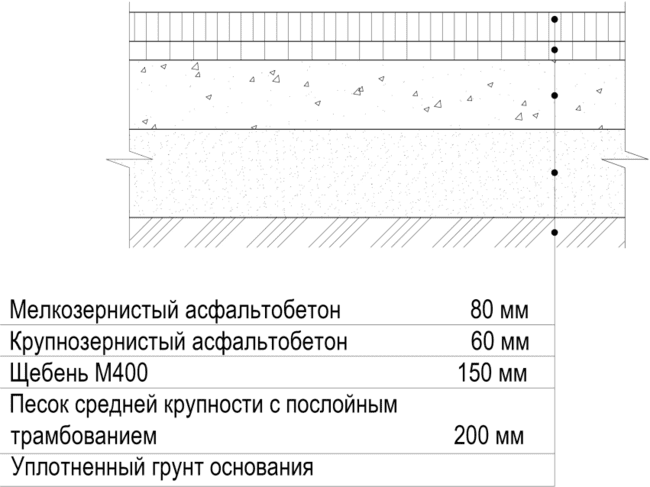 Мелкозернистый асфальтобетон 80 мм
Крупнозернистый асфальтобетон 60 мм
Щебень М400 150 мм
Песок средней крупности с послойным
трамбованием 200 мм
Уплотненный грунт основания